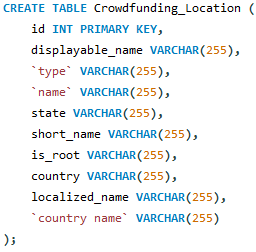 CREATE TABLE Crowdfunding_Location (
    id INT PRIMARY KEY,
    displayable_name VARCHAR(255),
    `type` VARCHAR(255),
    `name` VARCHAR(255),
    state VARCHAR(255),
    short_name VARCHAR(255),
    is_root VARCHAR(255),
    country VARCHAR(255),
    localized_name VARCHAR(255),
    `country name` VARCHAR(255)
);